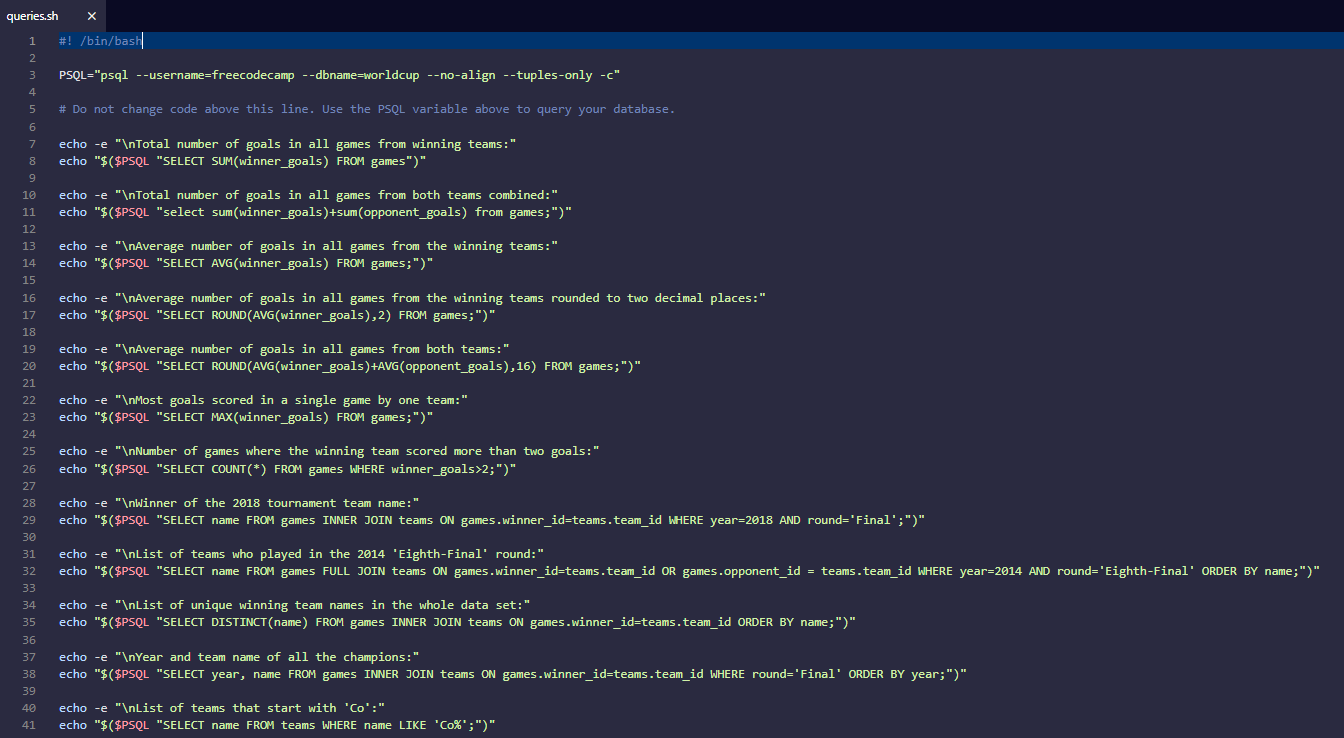 queries.sh ×
1 #! /bin/bash
2
3 PSQL="psql --username=freecodecamp --dbname=worldcup --no-align --tuples-only -c"
4
5 # Do not change code above this line. Use the PSQL variable above to query your database.
6
7 echo -e "\nTotal number of goals in all games from winning teams:"
8 echo "$($PSQL "SELECT SUM(winner_goals) FROM games")"
9
10 echo -e "\nTotal number of goals in all games from both teams combined:"
11 echo "$($PSQL "select sum(winner_goals)+sum(opponent_goals) from games;")"
12
13 echo -e "\nAverage number of goals in all games from the winning teams:"
14 echo "$($PSQL "SELECT AVG(winner_goals) FROM games;")"
15
16 echo -e "\nAverage number of goals in all games from the winning teams rounded to two decimal places:"
17 echo "$($PSQL "SELECT ROUND(AVG(winner_goals),2) FROM games;")"
18
19 echo -e "\nAverage number of goals in all games from both teams:"
20 echo "$($PSQL "SELECT ROUND(AVG(winner_goals)+AVG(opponent_goals),16) FROM games;")"
21
22 echo -e "\nMost goals scored in a single game by one team:"
23 echo "$($PSQL "SELECT MAX(winner_goals) FROM games;")"
24
25 echo -e "\nNumber of games where the winning team scored more than two goals:"
26 echo "$($PSQL "SELECT COUNT(*) FROM games WHERE winner_goals>2;")"
27
28 echo -e "\nWinner of the 2018 tournament team name:"
29 echo "$($PSQL "SELECT name FROM games INNER JOIN teams ON games.winner_id=teams.team_id WHERE year=2018 AND round='Final';")"
30
31 echo -e "\nList of teams who played in the 2014 'Eighth-Final' round:"
32 echo "$($PSQL "SELECT name FROM games FULL JOIN teams ON games.winner_id=teams.team_id OR games.opponent_id = teams.team_id WHERE year=2014 AND round='Eighth-Final' ORDER BY name;")"
33
34 echo -e "\nList of unique winning team names in the whole data set:"
35 echo "$($PSQL "SELECT DISTINCT(name) FROM games INNER JOIN teams ON games.winner_id=teams.team_id ORDER BY name;")"
36
37 echo -e "\nYear and team name of all the champions:"
38 echo "$($PSQL "SELECT year, name FROM games INNER JOIN teams ON games.winner_id=teams.team_id WHERE round='Final' ORDER BY year;")"
39
40 echo -e "\nList of teams that start with 'Co':"
41 echo "$($PSQL "SELECT name FROM teams WHERE name LIKE 'Co%';")"